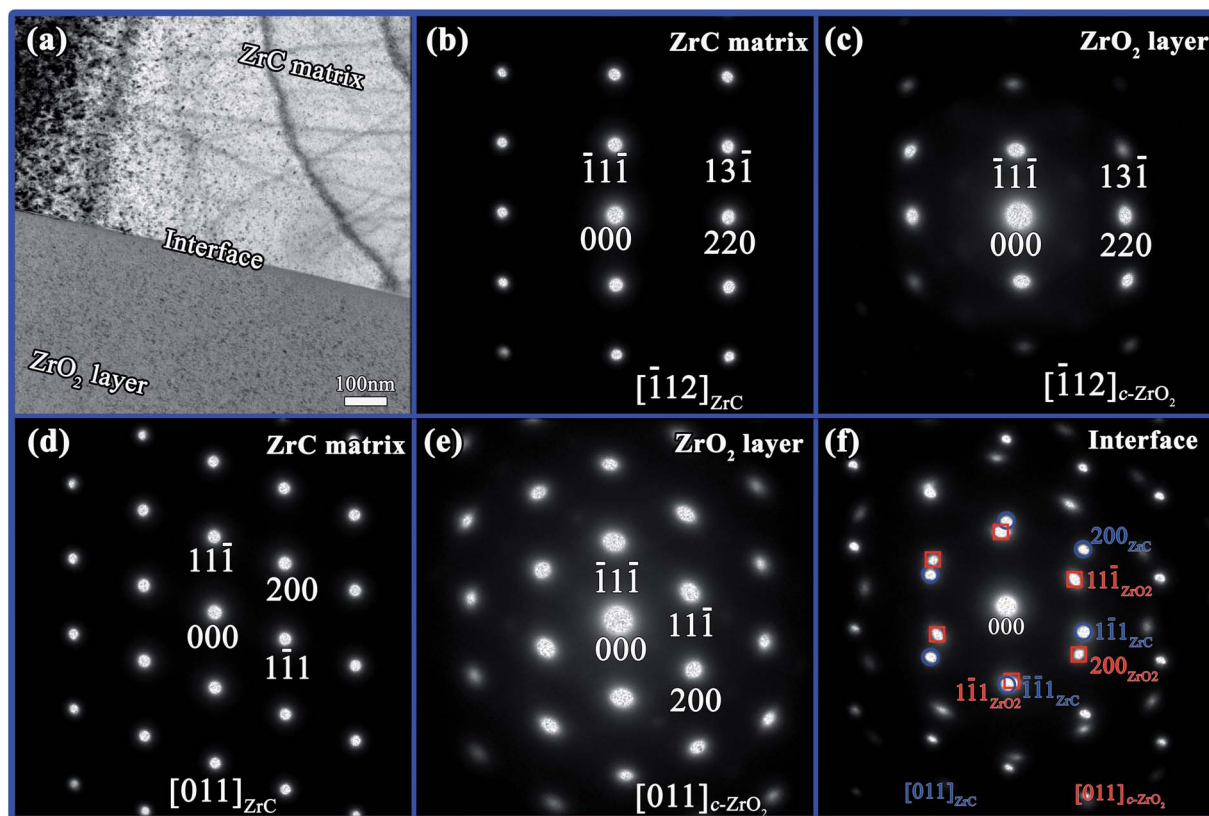 (a)
ZrC matrix
Interface
ZrO₂ layer
100nm
(b)
ZrC matrix
1̄11̄
131̄
000
220
[1̄12]ZrC
(c)
ZrO₂ layer
1̄11̄
131̄
000
220
[1̄12]c-ZrO₂
(d)
ZrC matrix
111̄
200
000
11̄1
[011]ZrC
(e)
ZrO₂ layer
1̄11̄
111̄
000
200
[011]c-ZrO₂
(f)
Interface
200ZrC
111̄ZrO2
000
11̄1ZrC
200ZrO2
11̄1ZrO2
1̄1̄1ZrC
[011]ZrC
[011]c-ZrO₂